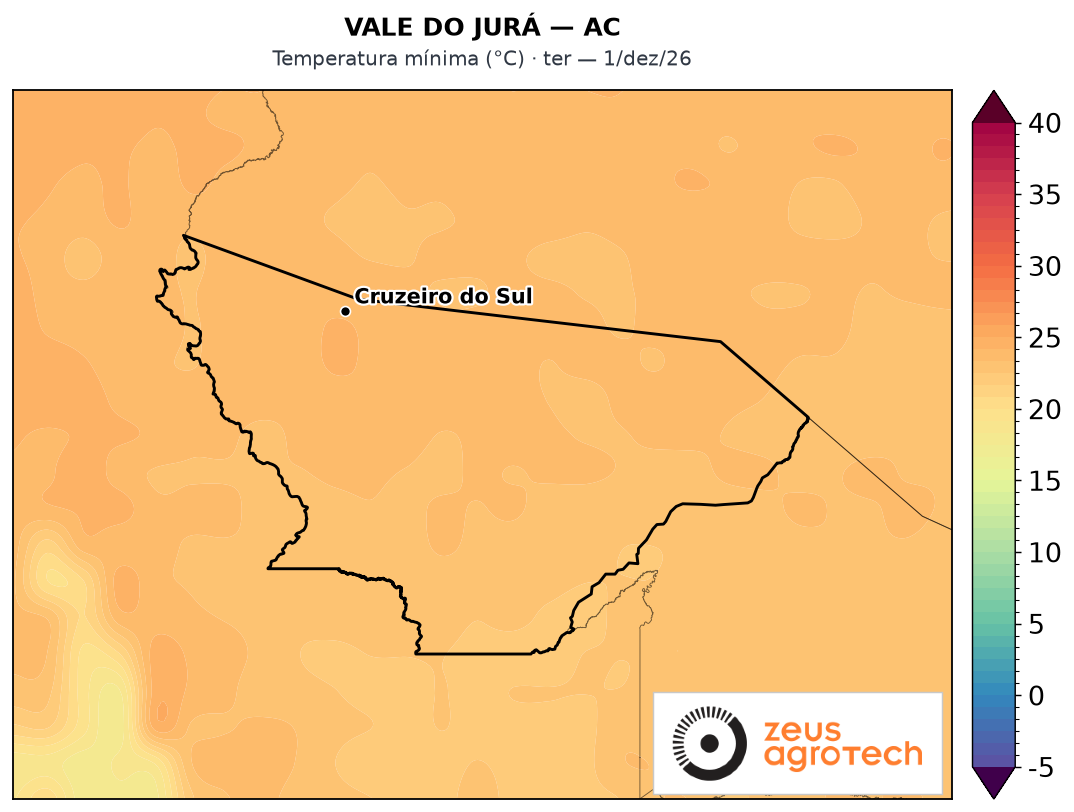 VALE DO JURÁ — AC
Temperatura mínima (°C) · ter — 1/dez/26
Cruzeiro do Sul
40
35
30
25
20
15
10
5
0
-5
zeus
agrotech